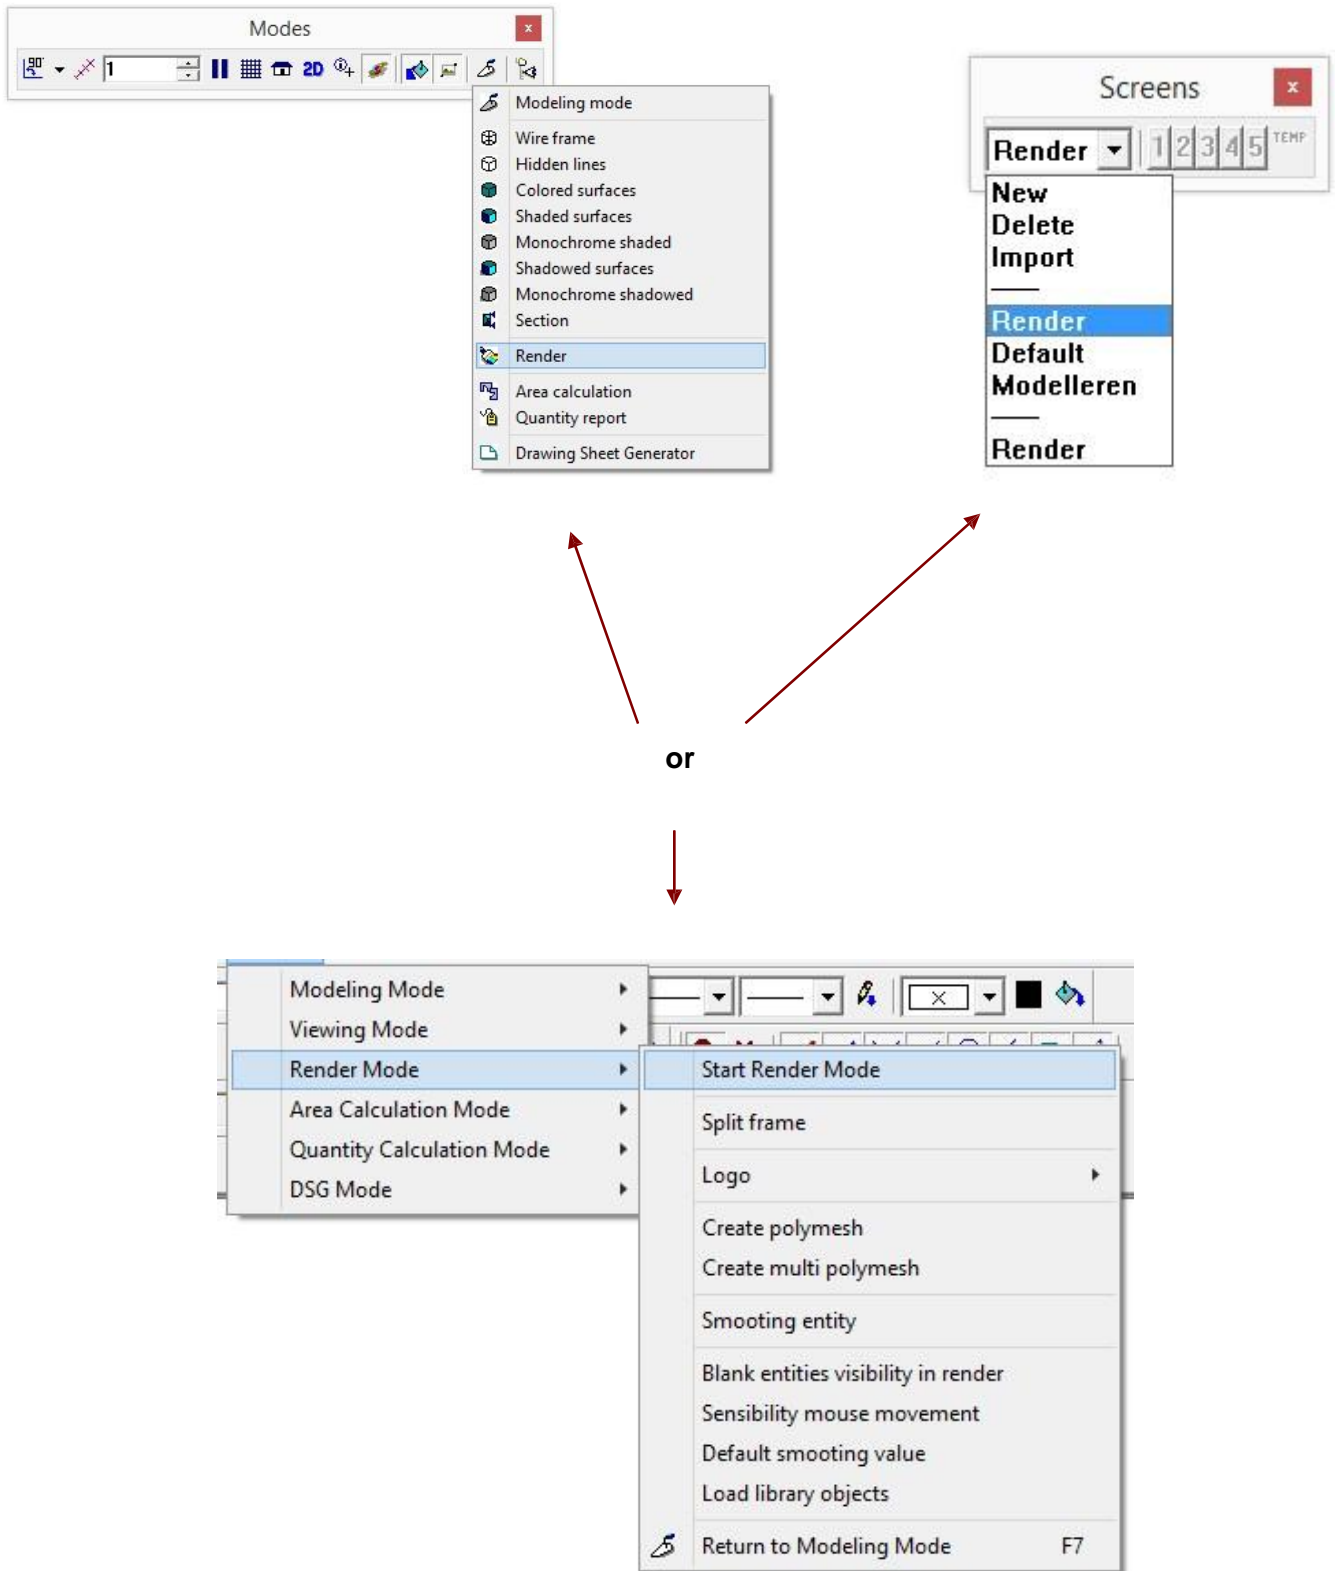 Modes
x
90°
1
2D
Modeling mode
Wire frame
Hidden lines
Colored surfaces
Shaded surfaces
Monochrome shaded
Shadowed surfaces
Monochrome shadowed
Section
Render
Area calculation
Quantity report
Drawing Sheet Generator
Screens
x
Render 1 2 3 4 5 TEMP
New
Delete
Import
Render
Default
Modelleren
Render
or
Modeling Mode
Viewing Mode
Render Mode
Area Calculation Mode
Quantity Calculation Mode
DSG Mode
Start Render Mode
Split frame
Logo
Create polymesh
Create multi polymesh
Smooting entity
Blank entities visibility in render
Sensibility mouse movement
Default smooting value
Load library objects
Return to Modeling Mode F7